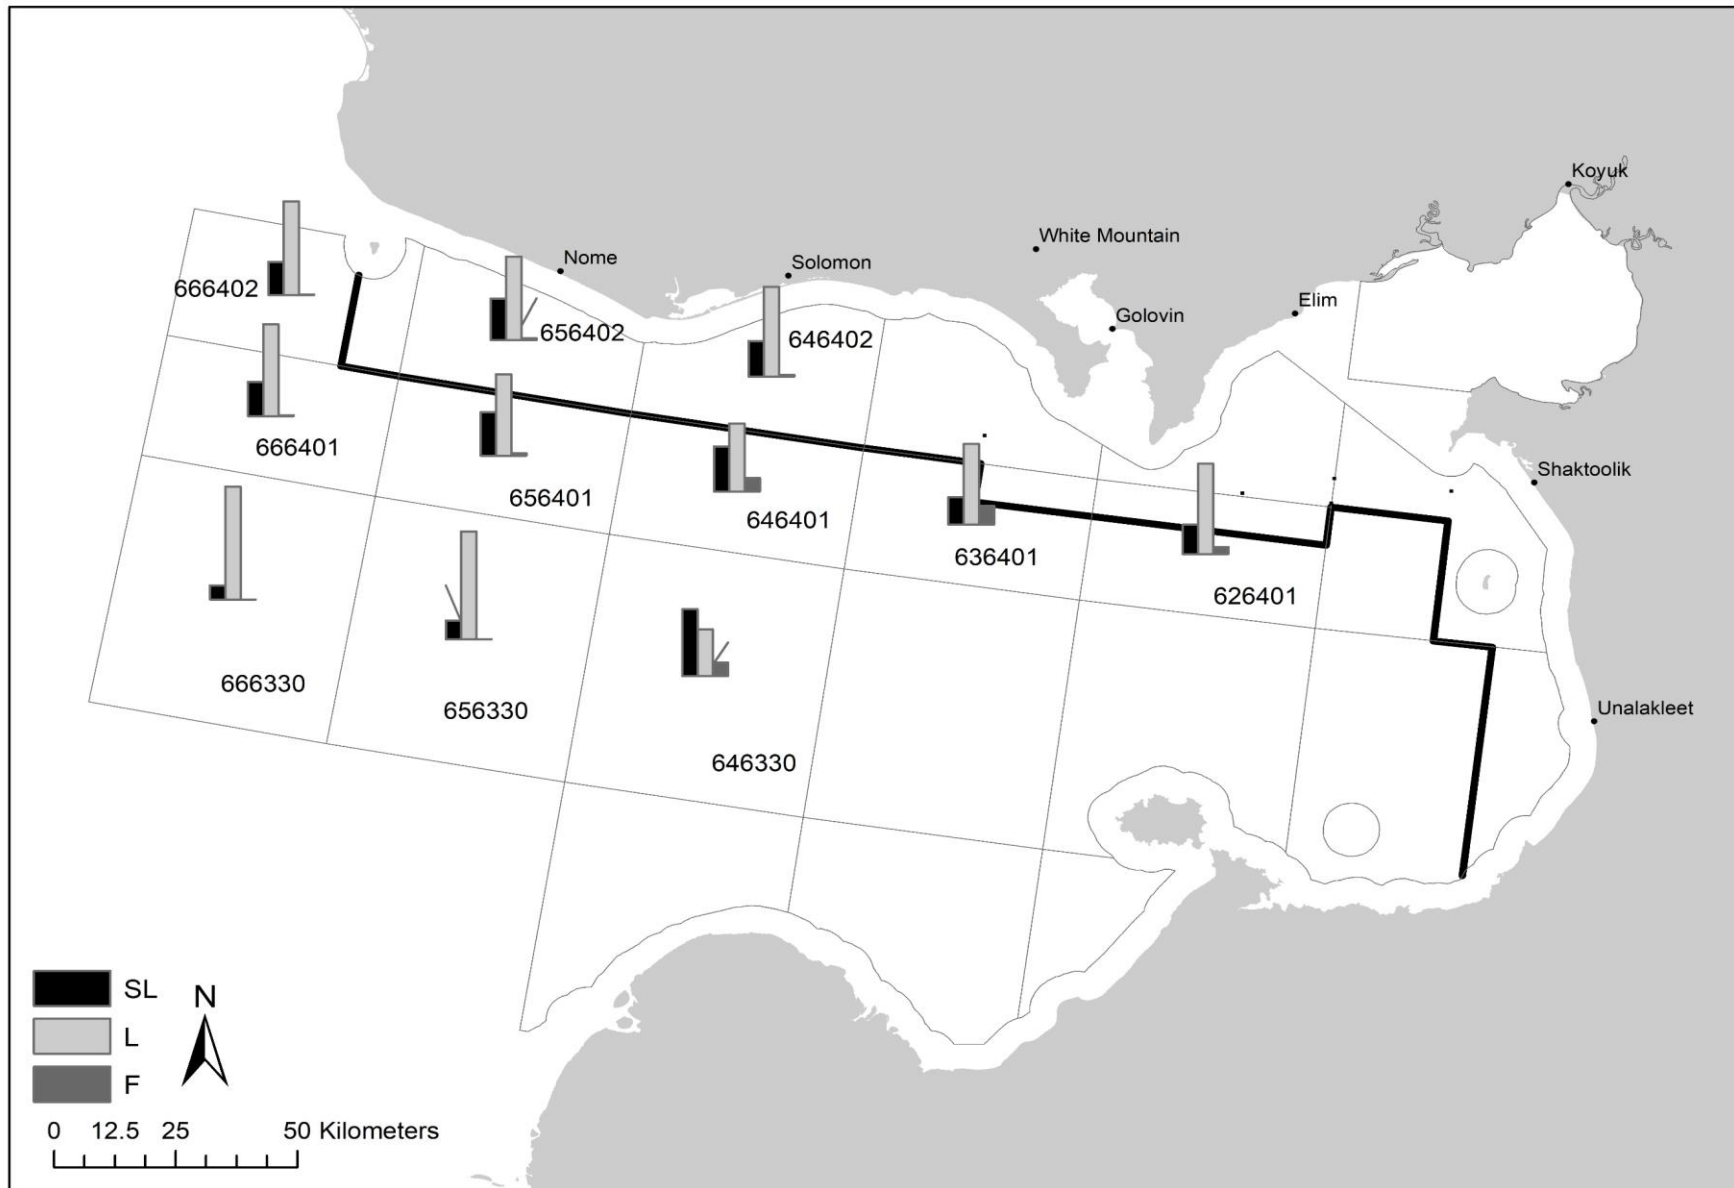 Koyuk
White Mountain
Nome
Solomon
666402
Elim
Golovin
656402
646402
666401
Shaktoolik
656401
646401
636401
626401
666330
656330
Unalakleet
646330
SL
N
L
F
0 12.5 25 50 Kilometers